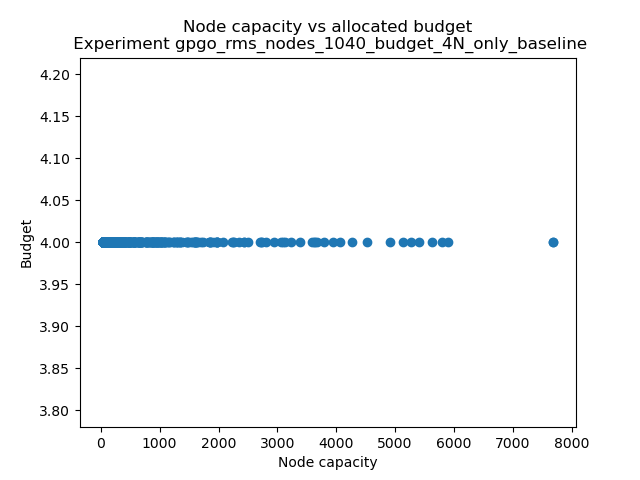 Node capacity vs allocated budget
Experiment gpgo_rms_nodes_1040_budget_4N_only_baseline
4.20
4.15
4.10
4.05
4.00
3.95
3.90
3.85
3.80
Budget
0 1000 2000 3000 4000 5000 6000 7000 8000
Node capacity